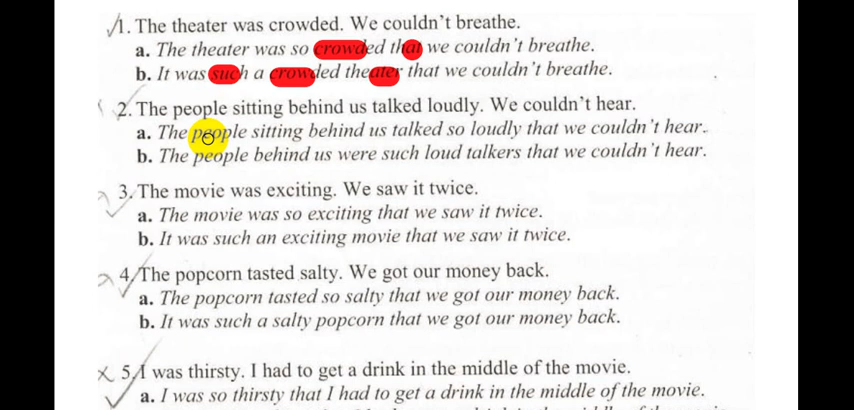 1. The theater was crowded. We couldn't breathe.
a. The theater was so crowded that we couldn't breathe.
b. It was such a crowded theater that we couldn't breathe.
2. The people sitting behind us talked loudly. We couldn't hear.
a. The people sitting behind us talked so loudly that we couldn't hear.
b. The people behind us were such loud talkers that we couldn't hear.
3. The movie was exciting. We saw it twice.
a. The movie was so exciting that we saw it twice.
b. It was such an exciting movie that we saw it twice.
4. The popcorn tasted salty. We got our money back.
a. The popcorn tasted so salty that we got our money back.
b. It was such a salty popcorn that we got our money back.
5. I was thirsty. I had to get a drink in the middle of the movie.
a. I was so thirsty that I had to get a drink in the middle of the movie.